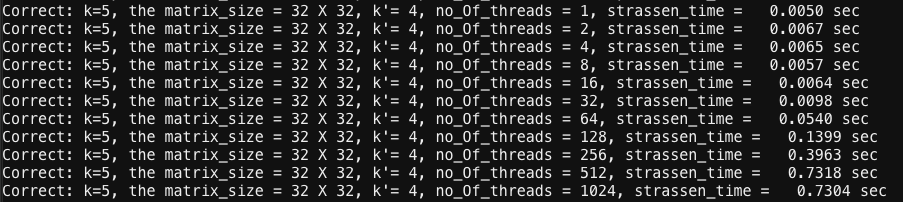 Correct: k=5, the matrix_size = 32 X 32, k'= 4, no_Of_threads = 1, strassen_time =   0.0050 sec
Correct: k=5, the matrix_size = 32 X 32, k'= 4, no_Of_threads = 2, strassen_time =   0.0067 sec
Correct: k=5, the matrix_size = 32 X 32, k'= 4, no_Of_threads = 4, strassen_time =   0.0065 sec
Correct: k=5, the matrix_size = 32 X 32, k'= 4, no_Of_threads = 8, strassen_time =   0.0057 sec
Correct: k=5, the matrix_size = 32 X 32, k'= 4, no_Of_threads = 16, strassen_time =   0.0064 sec
Correct: k=5, the matrix_size = 32 X 32, k'= 4, no_Of_threads = 32, strassen_time =   0.0098 sec
Correct: k=5, the matrix_size = 32 X 32, k'= 4, no_Of_threads = 64, strassen_time =   0.0540 sec
Correct: k=5, the matrix_size = 32 X 32, k'= 4, no_Of_threads = 128, strassen_time =   0.1399 sec
Correct: k=5, the matrix_size = 32 X 32, k'= 4, no_Of_threads = 256, strassen_time =   0.3963 sec
Correct: k=5, the matrix_size = 32 X 32, k'= 4, no_Of_threads = 512, strassen_time =   0.7318 sec
Correct: k=5, the matrix_size = 32 X 32, k'= 4, no_Of_threads = 1024, strassen_time =   0.7304 sec